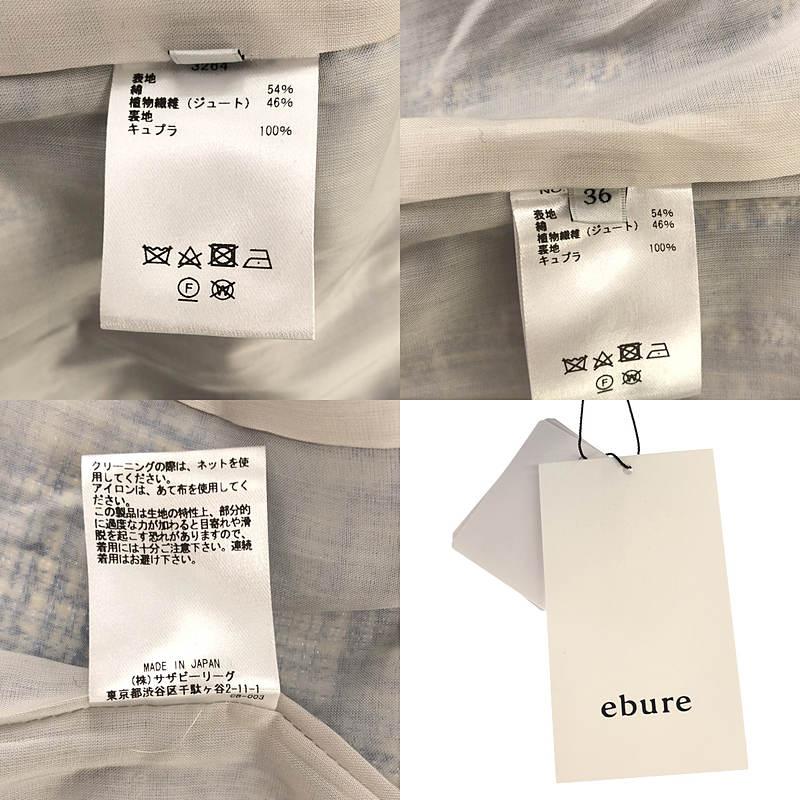 3264
表地
綿 54%
植物繊維（ジュート） 46%
裏地
キュプラ 100%
F
W
NO.
36
表地
綿 54%
植物繊維（ジュート） 46%
裏地
キュプラ 100%
F
W
クリーニングの際は、ネットを使
用してください。
アイロンは、あて布を使用してく
ださい。
この製品は生地の特性上、部分的
に過度な力が加わると目寄れや滑
脱を起こす恐れがありますので、
着用には十分ご注意下さい。連続
着用はお避け下さい。
MADE IN JAPAN
(株)サザビーリーグ
東京都渋谷区千駄ヶ谷2-11-1
CB-003
ebure